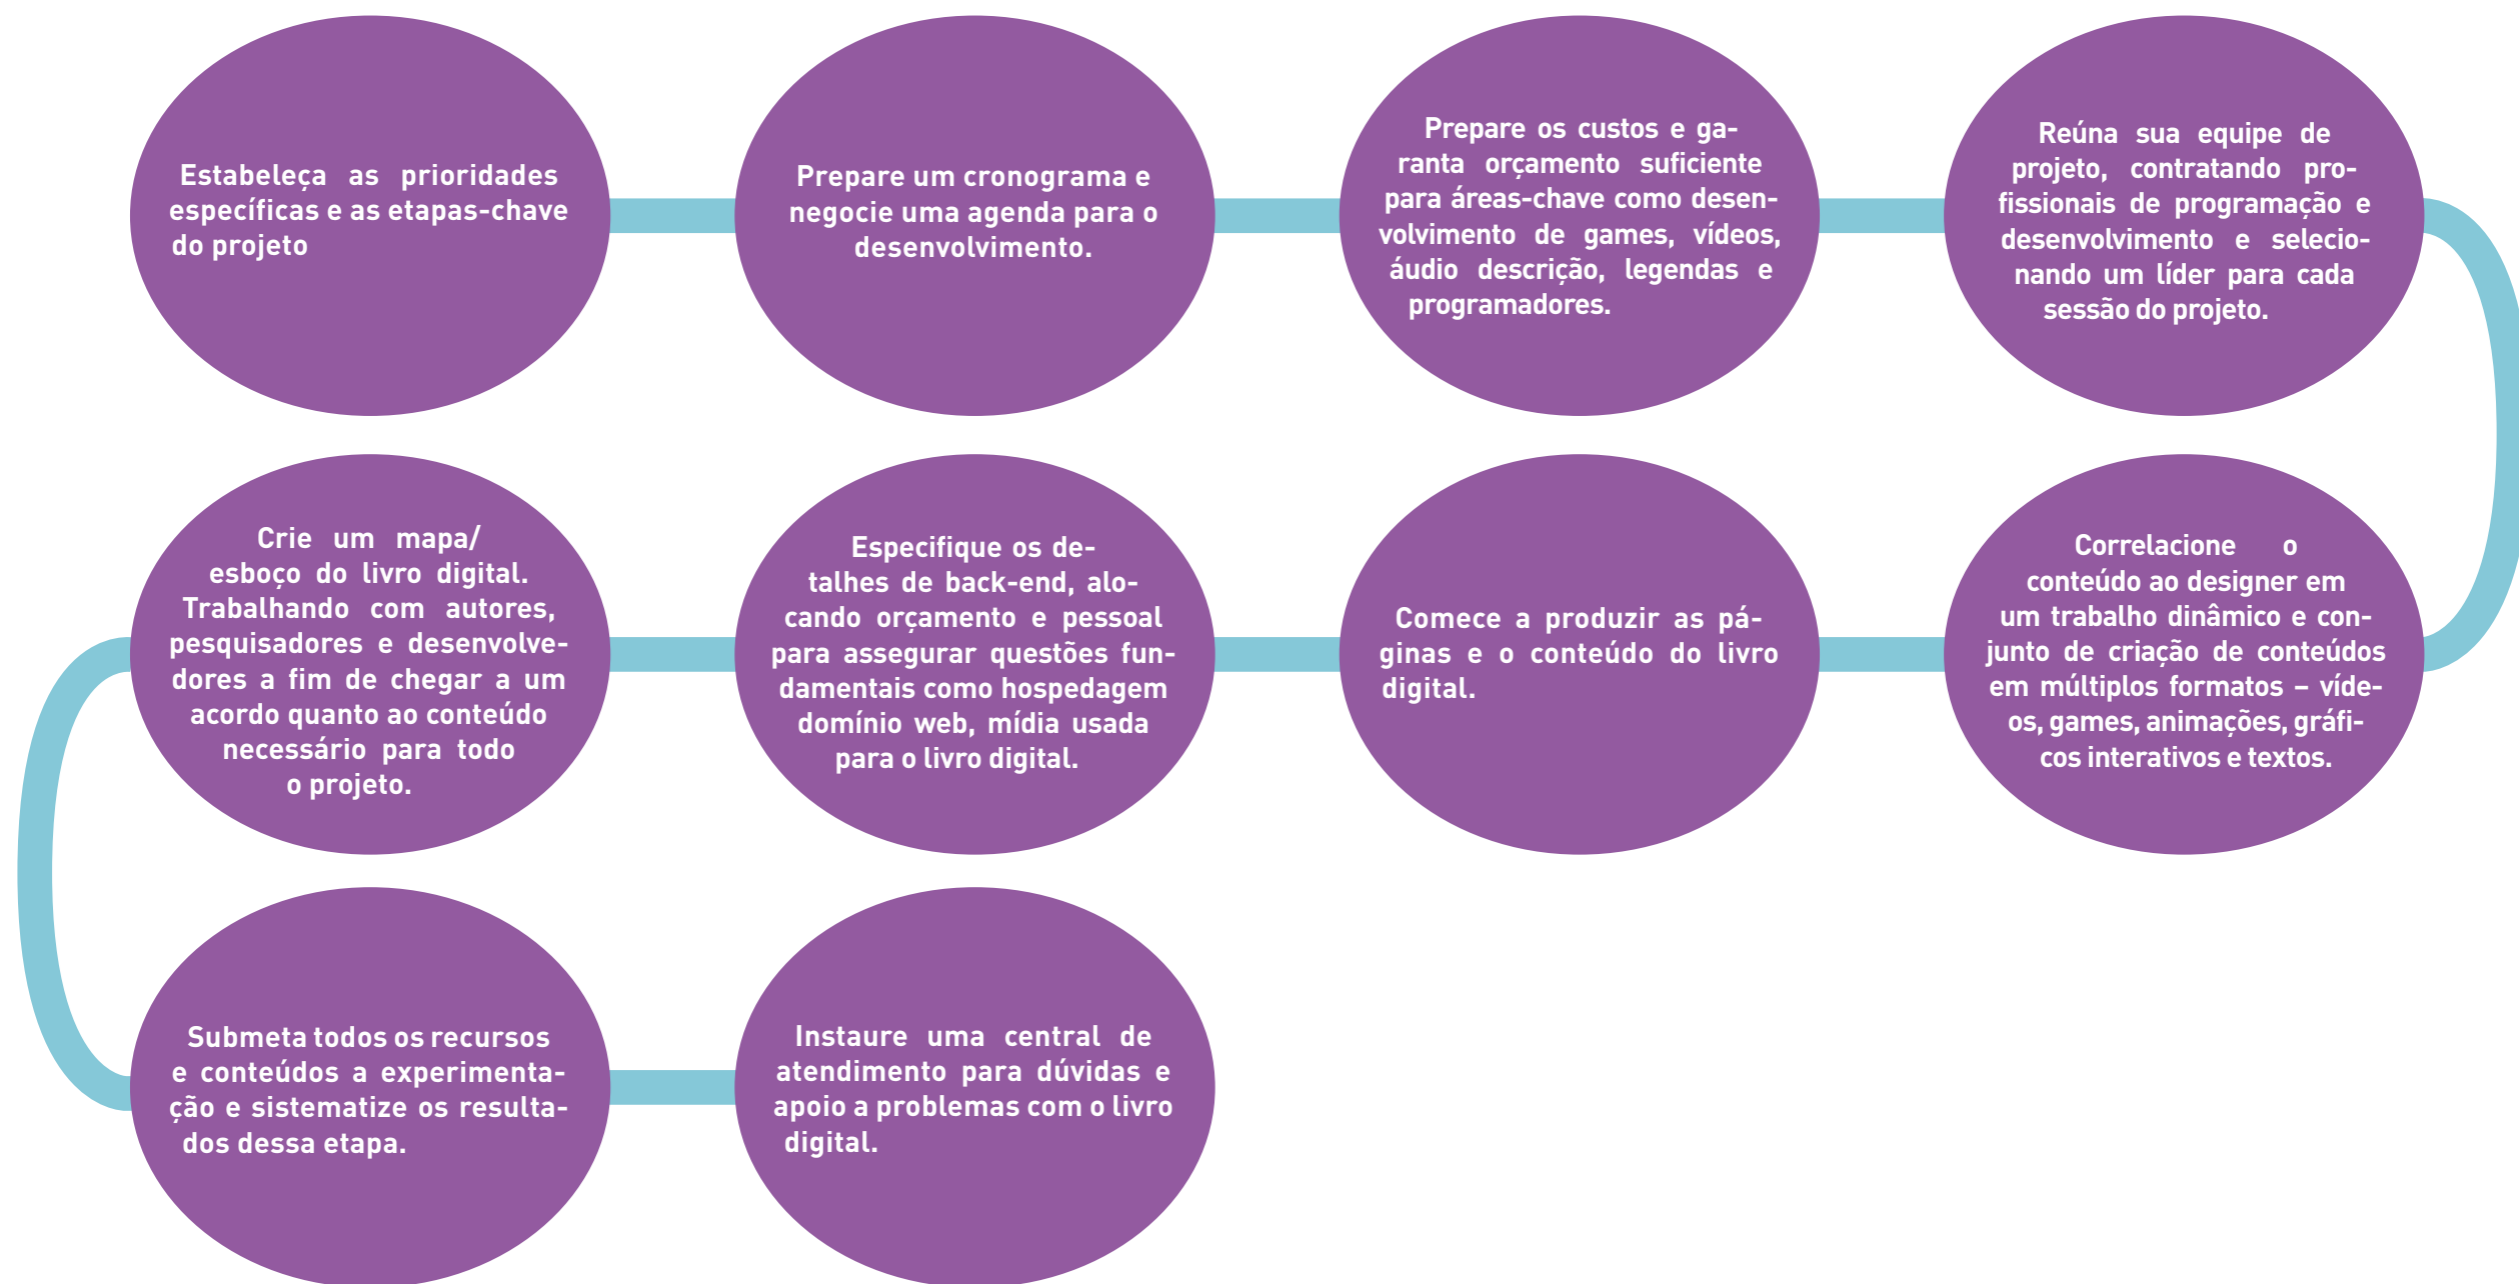 Estabeleça as prioridades
específicas e as etapas-chave
do projeto
Prepare um cronograma e
negocie uma agenda para o
desenvolvimento.
Prepare os custos e ga-
ranta orçamento suficiente
para áreas-chave como desen-
volvimento de games, vídeos,
áudio descrição, legendas e
programadores.
Reúna sua equipe de
projeto, contratando pro-
fissionais de programação e
desenvolvimento e selecio-
nando um líder para cada
sessão do projeto.
Crie um mapa/
esboço do livro digital.
Trabalhando com autores,
pesquisadores e desenvolve-
dores a fim de chegar a um
acordo quanto ao conteúdo
necessário para todo
o projeto.
Especifique os de-
talhes de back-end, alo-
cando orçamento e pessoal
para assegurar questões fun-
damentais como hospedagem
domínio web, mídia usada
para o livro digital.
Comece a produzir as pá-
ginas e o conteúdo do livro
digital.
Correlacione o
conteúdo ao designer em
um trabalho dinâmico e con-
junto de criação de conteúdos
em múltiplos formatos – víde-
os, games, animações, gráfi-
cos interativos e textos.
Submeta todos os recursos
e conteúdos a experimenta-
ção e sistematize os resulta-
dos dessa etapa.
Instaure uma central de
atendimento para dúvidas e
apoio a problemas com o livro
digital.